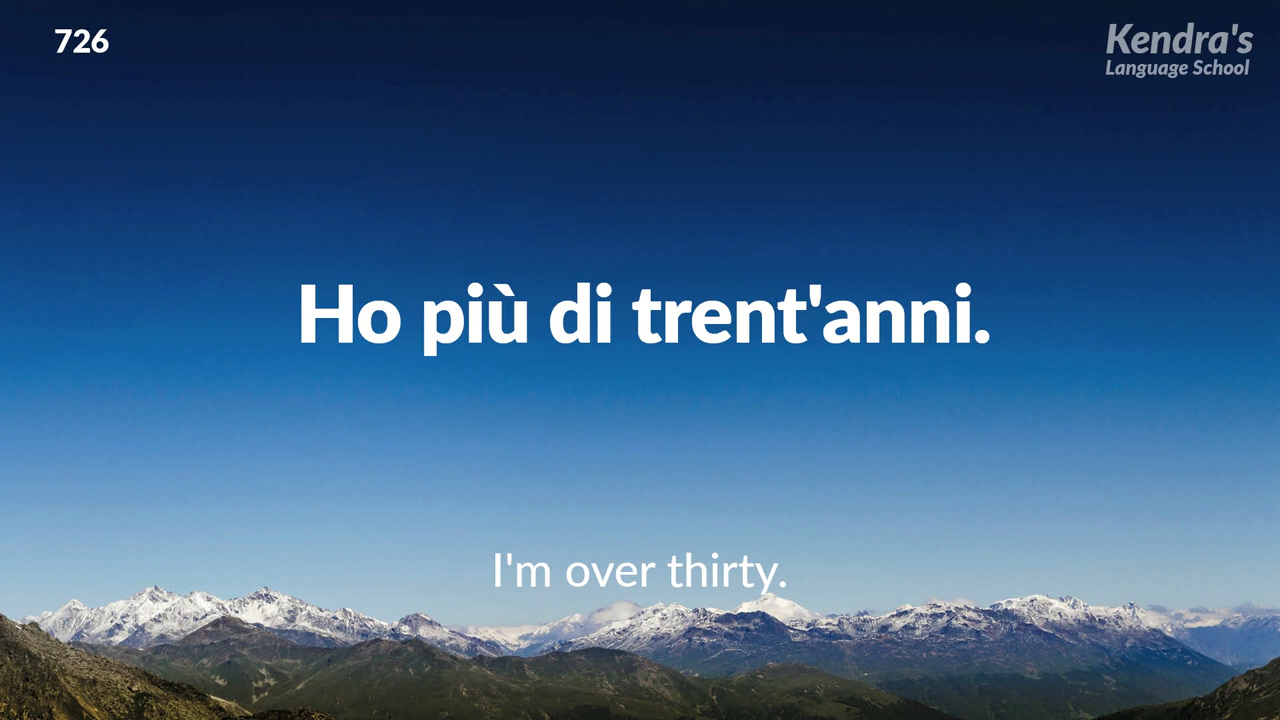 726
Kendra's
Language School
Ho più di trent'anni.
I'm over thirty.